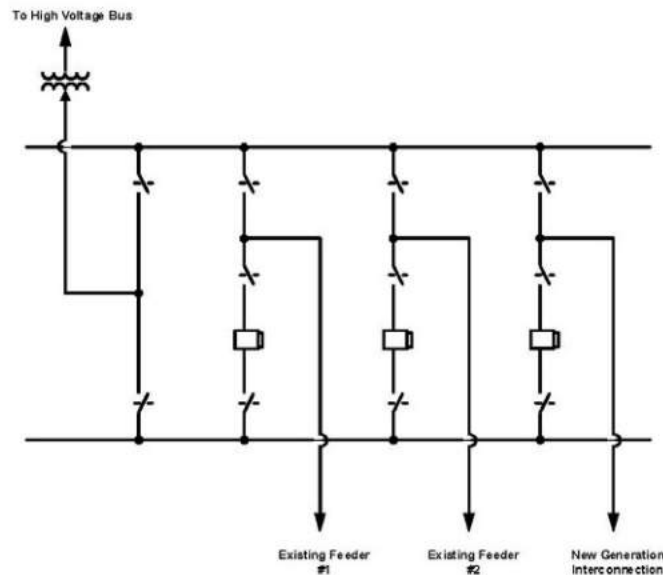 To High Voltage Bus
Existing Feeder
#1
Existing Feeder
#2
New Generation
Interconnection